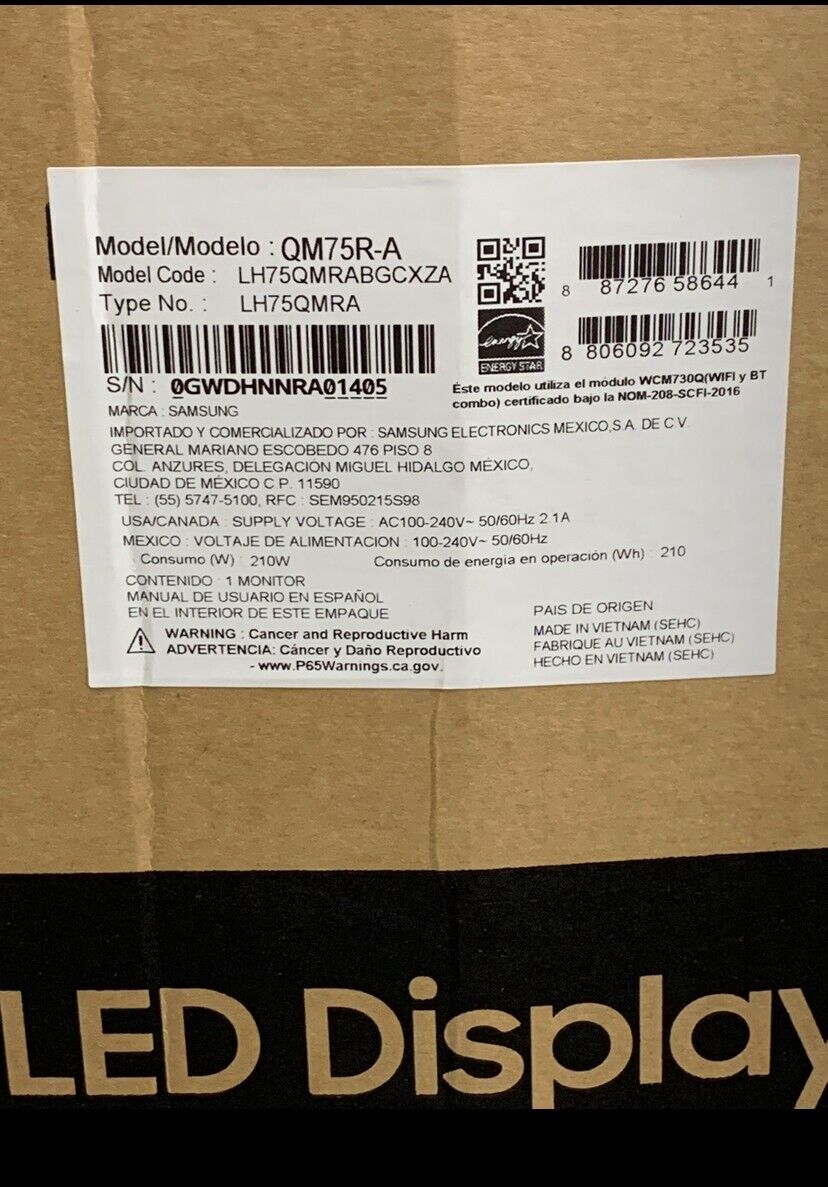 Model/Modelo : QM75R-A
Model Code : LH75QMRABGCXZA
Type No. : LH75QMRA
8 87276 58644 1
ENERGY STAR
8 806092 723535
S/N : 0GWDHNNRA01405
Éste modelo utiliza el módulo WCM730Q(WIFI y BT
combo) certificado bajo la NOM-208-SCFI-2016
MARCA : SAMSUNG
IMPORTADO Y COMERCIALIZADO POR : SAMSUNG ELECTRONICS MEXICO,S.A. DE C.V.
GENERAL MARIANO ESCOBEDO 476 PISO 8
COL. ANZURES, DELEGACION MIGUEL HIDALGO MÉXICO,
CIUDAD DE MÉXICO C.P. 11590
TEL : (55) 5747-5100, RFC : SEM950215S98
USA/CANADA : SUPPLY VOLTAGE : AC100-240V~ 50/60Hz 2.1A
MEXICO : VOLTAJE DE ALIMENTACION : 100-240V~ 50/60Hz
Consumo (W) : 210W Consumo de energía en operación (Wh) : 210
CONTENIDO : 1 MONITOR
MANUAL DE USUARIO EN ESPAÑOL
EN EL INTERIOR DE ESTE EMPAQUE
WARNING : Cancer and Reproductive Harm
ADVERTENCIA: Cáncer y Daño Reproductivo
- www.P65Warnings.ca.gov.
PAIS DE ORIGEN
MADE IN VIETNAM (SEHC)
FABRIQUE AU VIETNAM (SEHC)
HECHO EN VIETNAM (SEHC)
LED Display